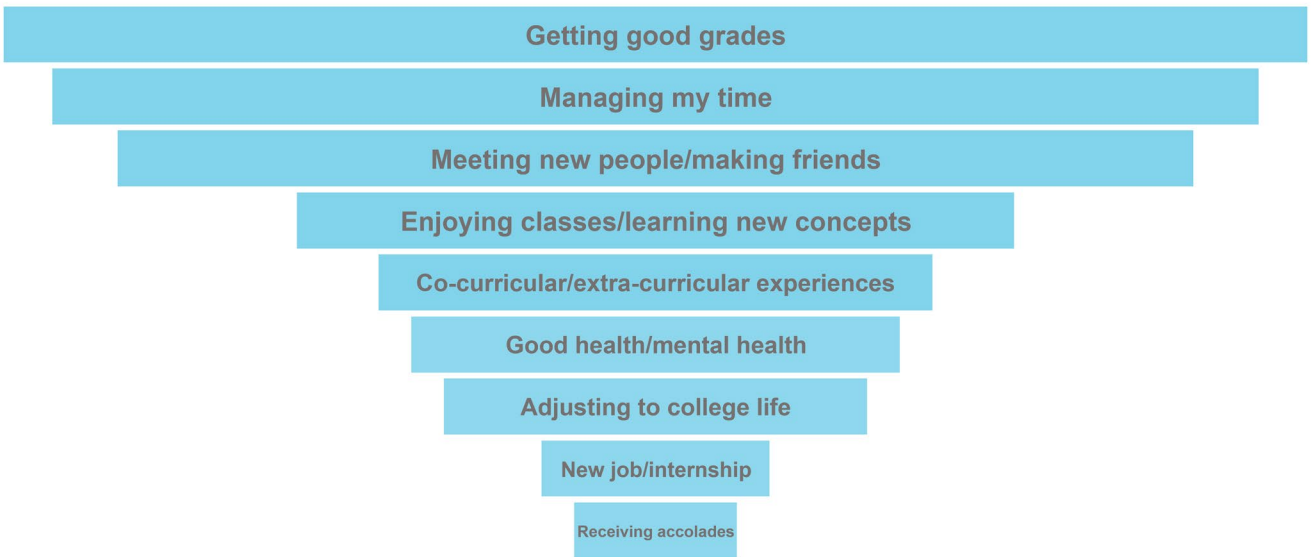 Getting good grades
Managing my time
Meeting new people/making friends
Enjoying classes/learning new concepts
Co-curricular/extra-curricular experiences
Good health/mental health
Adjusting to college life
New job/internship
Receiving accolades